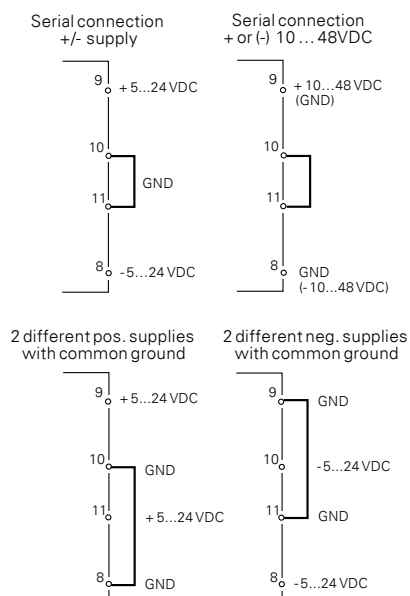 Serial connection
+/- supply
9
+ 5...24 VDC
10
11
GND
8
-5...24 VDC
Serial connection
+ or (-) 10 ... 48VDC
9
+ 10...48 VDC
(GND)
10
11
8
GND
(- 10...48 VDC)
2 different pos. supplies
with common ground
9
+ 5...24 VDC
10
GND
11
+ 5...24 VDC
8
GND
2 different neg. supplies
with common ground
9
GND
10
-5...24 VDC
11
GND
8
-5...24 VDC